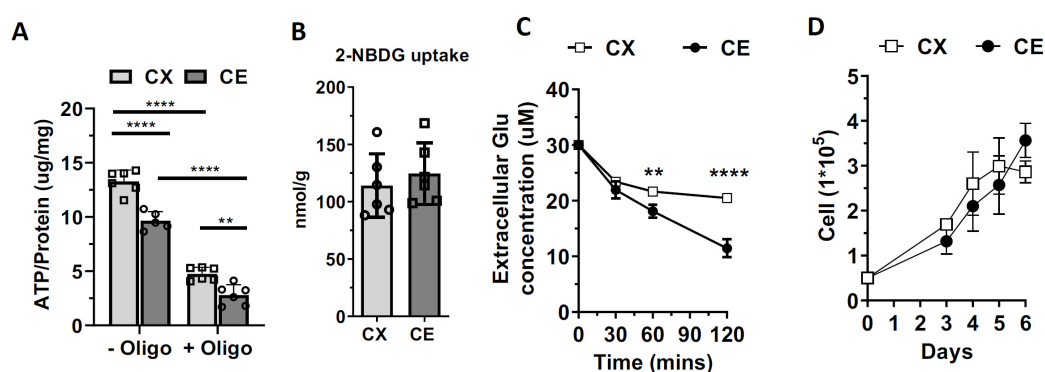 A
CX CE
ATP/Protein (ug/mg)
20
15
10
5
0
****
****
****
**
- Oligo + Oligo
B
2-NBDG uptake
nmol/g
200
150
100
50
0
CX CE
C
CX CE
Extracellular Glu
concentration (uM)
40
30
20
10
0
** ****
0 30 60 90 120
Time (mins)
D
CX CE
Cell (1*10⁵)
5
4
3
2
1
0
0 1 2 3 4 5 6
Days